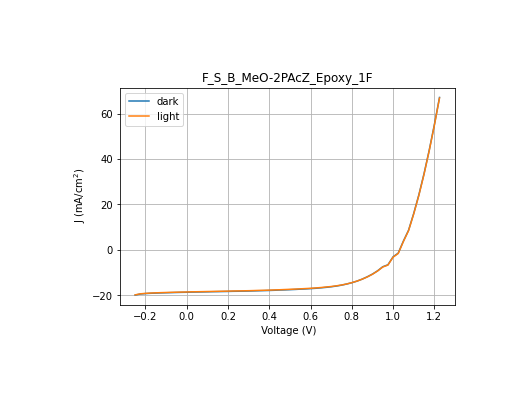 F_S_B_MeO-2PAcZ_Epoxy_1F
dark
light
J (mA/cm²)
60
40
20
0
−20
−0.2 0.0 0.2 0.4 0.6 0.8 1.0 1.2
Voltage (V)